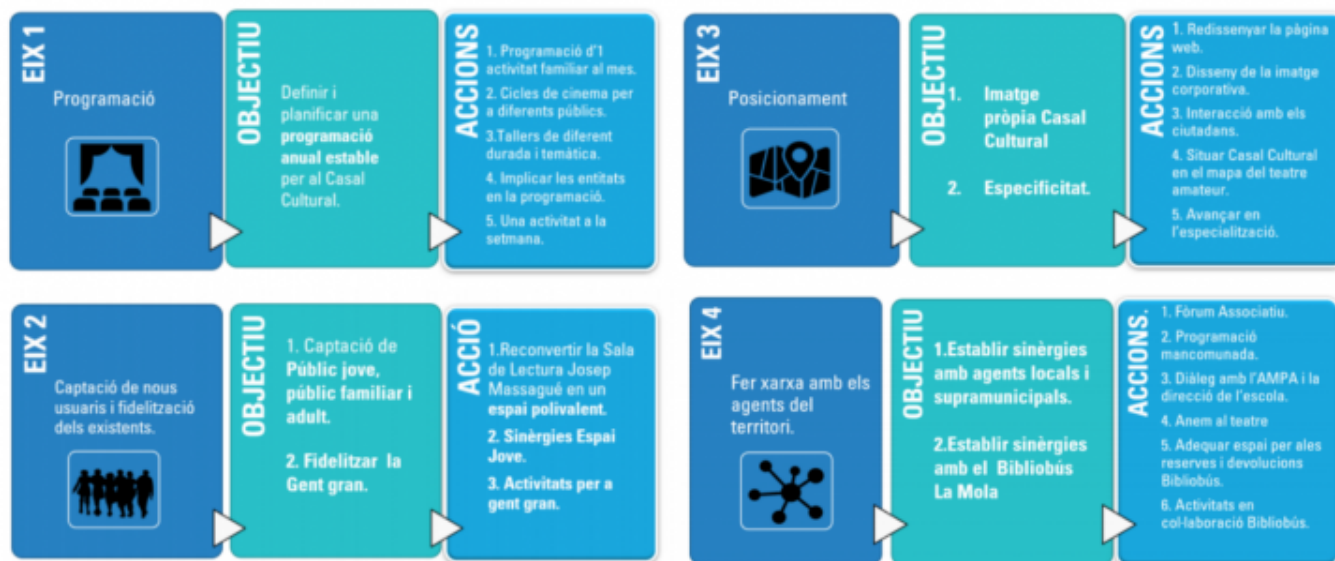 EIX 1
Programació
OBJECTIU
Definir i
planificar una
programació
anual estable
per al Casal
Cultural.
ACCIONS
1. Programació d'1
activitat familiar al mes.
2. Cicles de cinema per
a diferents públics.
3.Tallers de diferent
durada i temàtica.
4. Implicar les entitats
en la programació.
5. Una activitat a la
setmana.
EIX 2
Captació de nous
usuaris i fidelització
dels existents.
OBJECTIU
1. Captació de
Públic jove,
públic familiar i
adult.
2. Fidelitzar la
Gent gran.
ACCIÓ
1.Reconvertir la Sala
de Lectura Josep
Massagué en un
espai polivalent.
2. Sinèrgies Espai
Jove.
3. Activitats per a
gent gran.
EIX 3
Posicionament
OBJECTIU
1. Imatge
pròpia Casal
Cultural
2. Especificitat.
ACCIONS
1. Redissenyar la pàgina
web.
2. Disseny de la imatge
corporativa.
3. Interacció amb els
ciutadans.
4. Situar Casal Cultural
en el mapa del teatre
amateur.
5. Avançar en
l'especialització.
EIX 4
Fer xarxa amb els
agents del
territori.
OBJECTIU
1.Establir sinèrgies
amb agents locals i
supramunicipals.
2.Establir sinèrgies
amb el Bibliobús
La Mola
ACCIONS.
1. Fòrum Associatiu.
2. Programació
mancomunada.
3. Diàleg amb l'AMPA i la
direcció de l'escola.
4. Anem al teatre
5. Adequar espai per ales
reserves i devolucions
Bibliobús.
6. Activitats en
col·laboració Bibliobús.